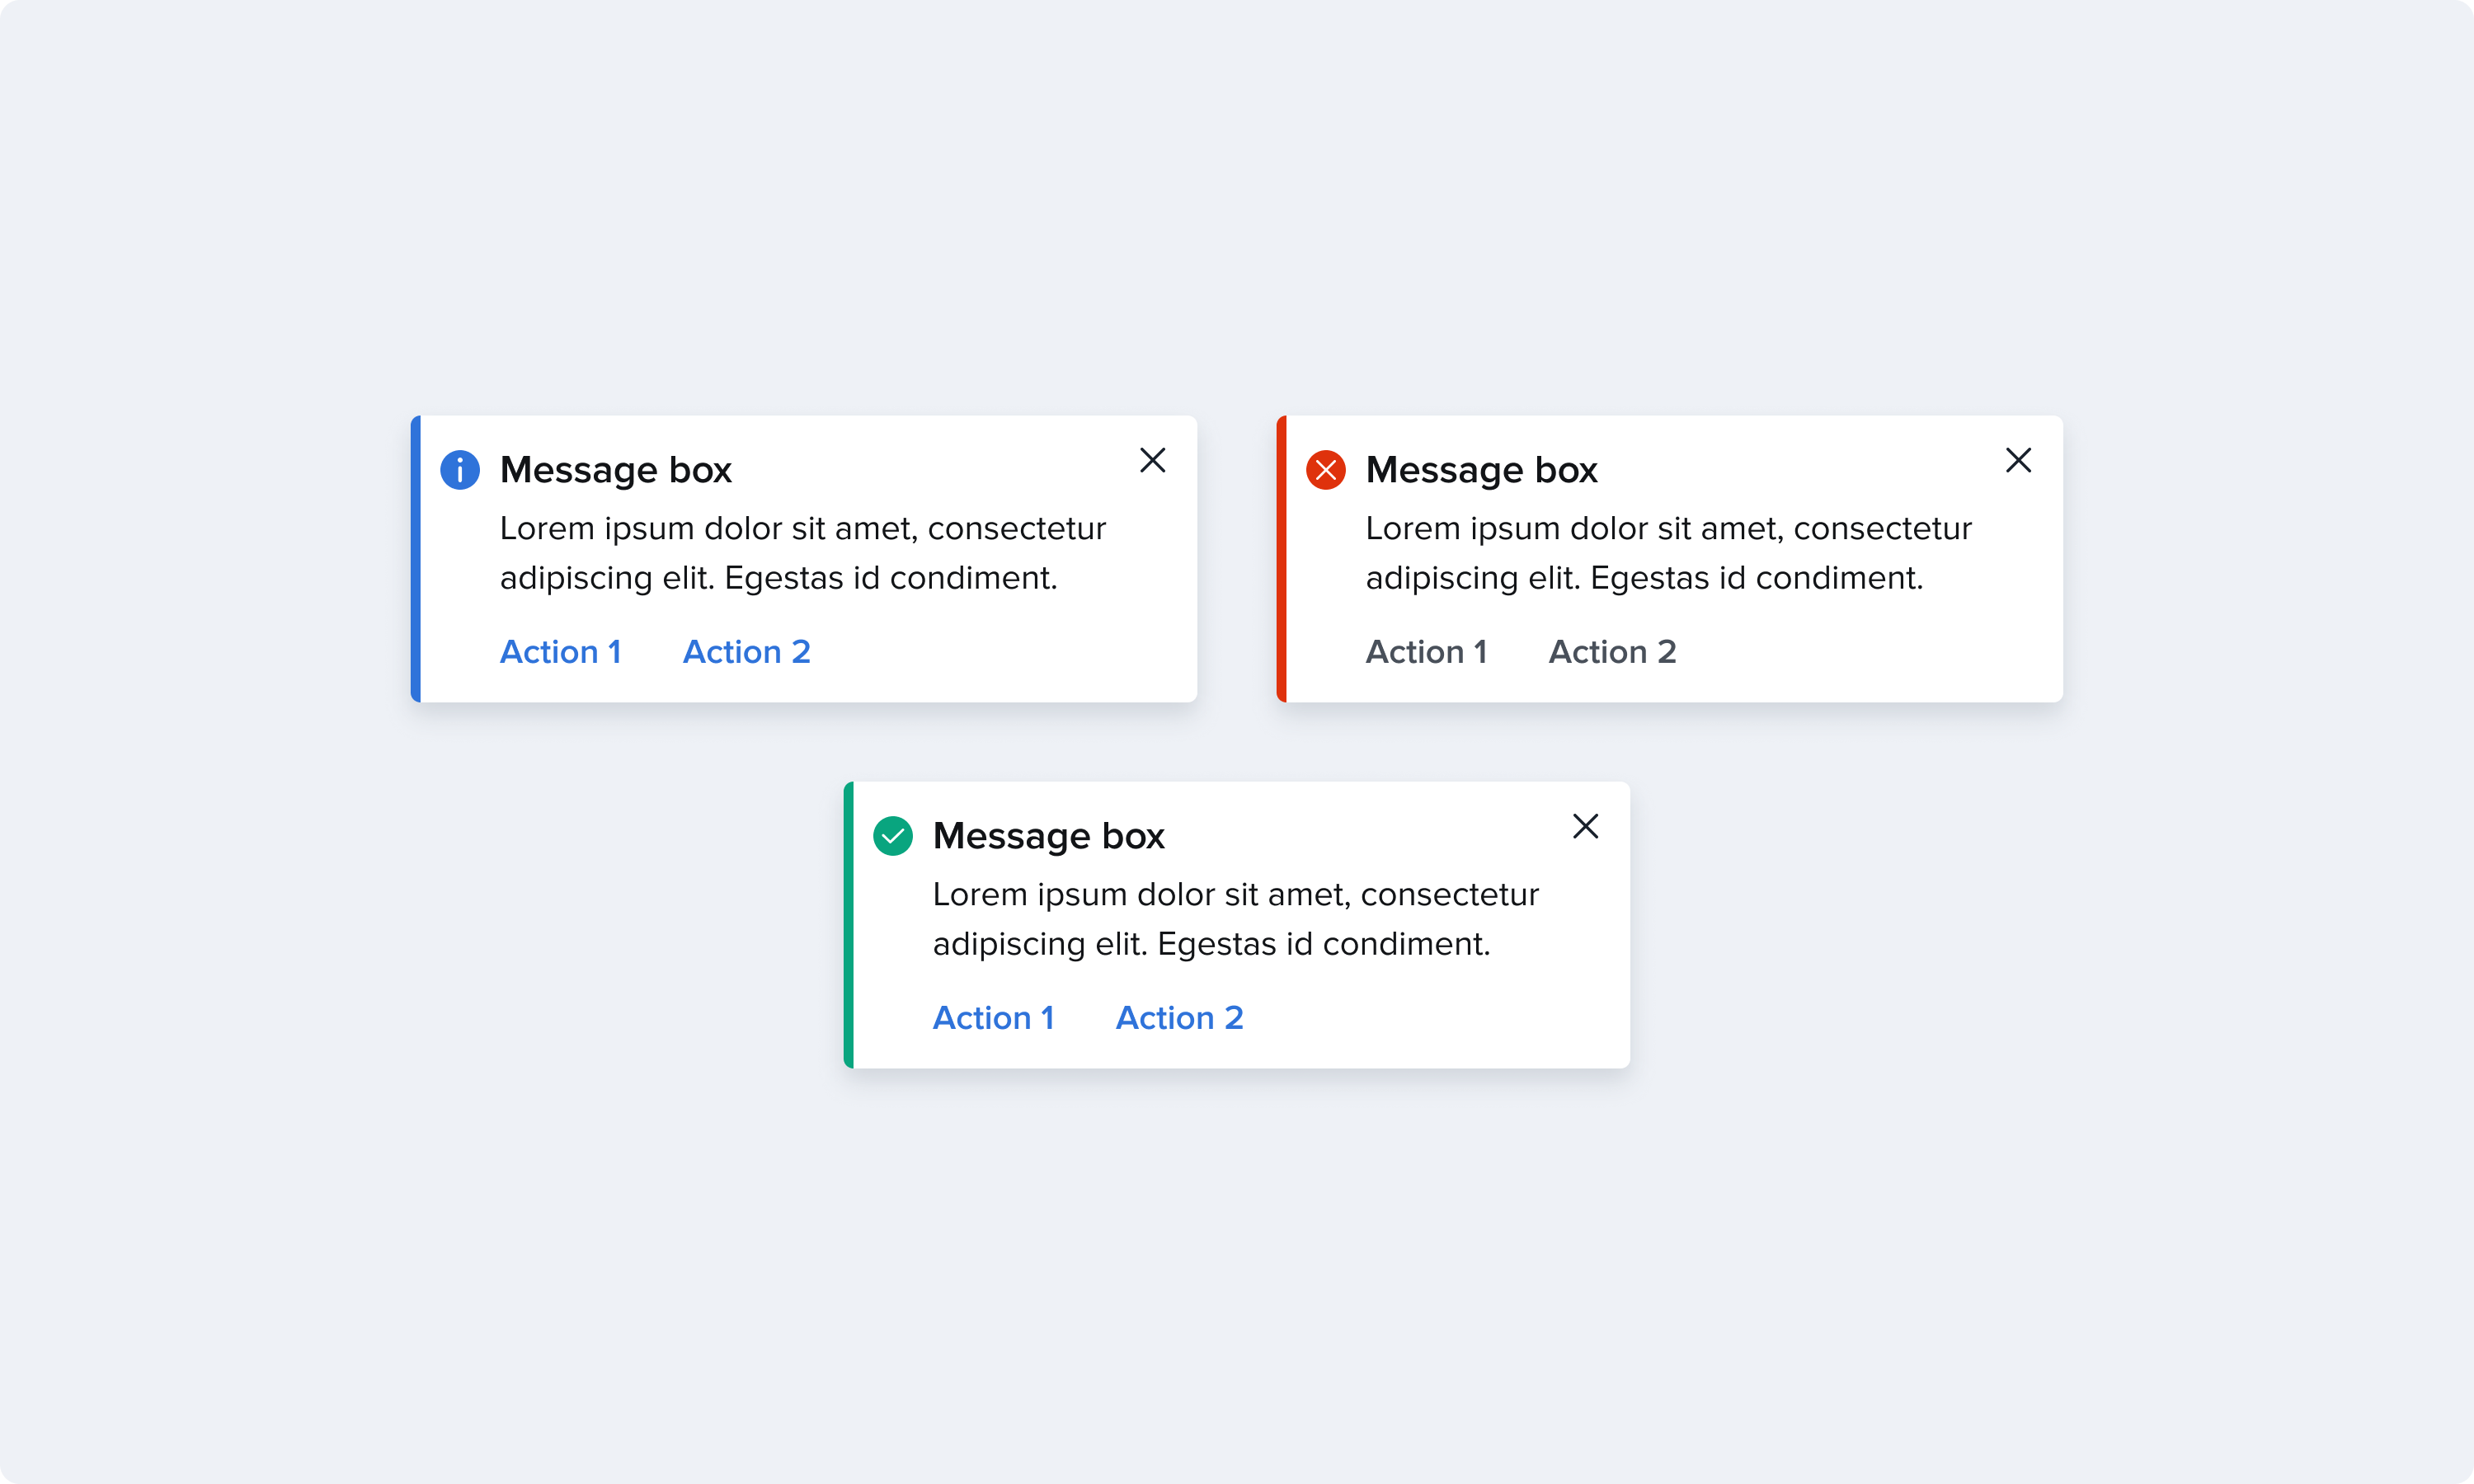 Message box
Lorem ipsum dolor sit amet, consectetur
adipiscing elit. Egestas id condiment.
Action 1 Action 2
Message box
Lorem ipsum dolor sit amet, consectetur
adipiscing elit. Egestas id condiment.
Action 1 Action 2
Message box
Lorem ipsum dolor sit amet, consectetur
adipiscing elit. Egestas id condiment.
Action 1 Action 2